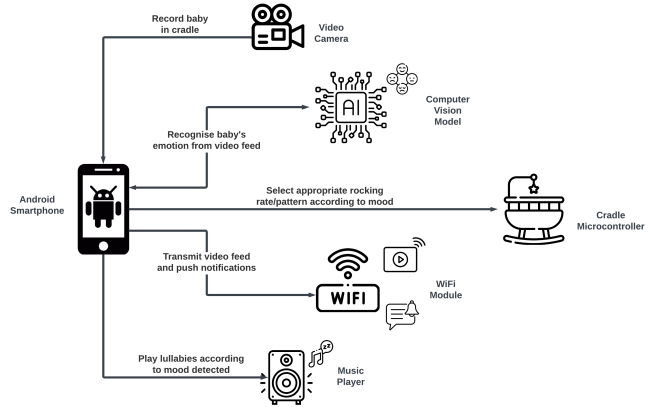 Record baby
in cradle
Video
Camera
AI
Computer
Vision
Model
Recognise baby's
emotion from video feed
Android
Smartphone
Select appropriate rocking
rate/pattern according to mood
Cradle
Microcontroller
Transmit video feed
and push notifications
WiFi
Module
WIFI
Play lullabies according
to mood detected
zz
Music
Player